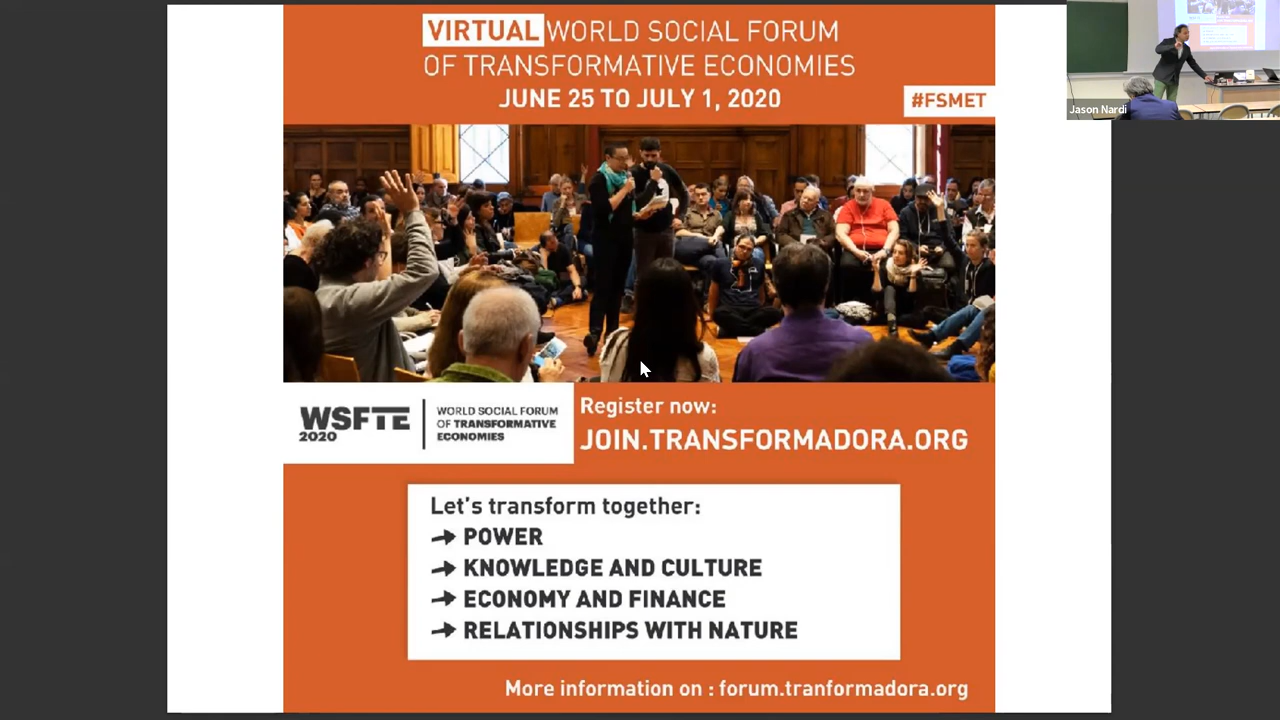 VIRTUAL WORLD SOCIAL FORUM
OF TRANSFORMATIVE ECONOMIES
JUNE 25 TO JULY 1, 2020
#FSMET
Jason Nardi
WSFTE
2020
WORLD SOCIAL FORUM
OF TRANSFORMATIVE
ECONOMIES
Register now:
JOIN.TRANSFORMADORA.ORG
Let's transform together:
POWER
KNOWLEDGE AND CULTURE
ECONOMY AND FINANCE
RELATIONSHIPS WITH NATURE
More information on : forum.tranformadora.org